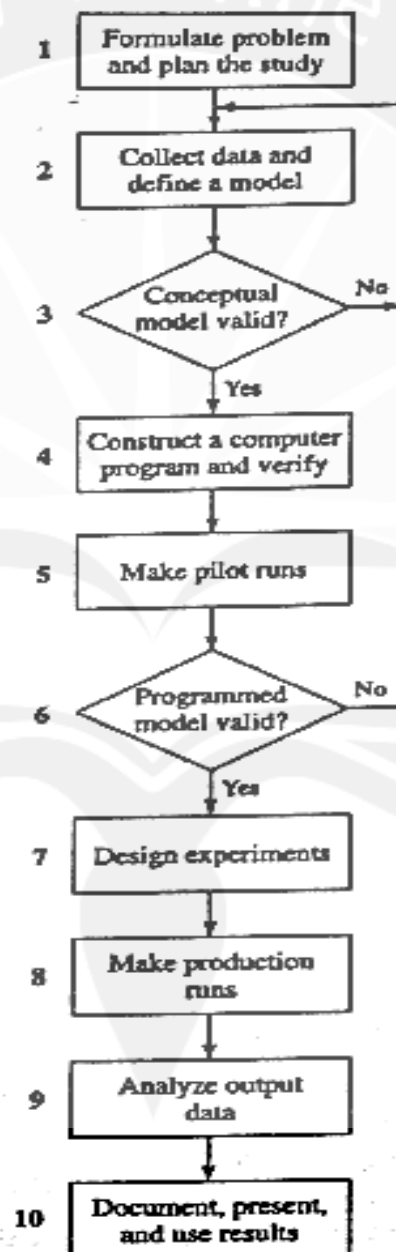 1
Formulate problem
and plan the study
2
Collect data and
define a model
3
Conceptual
model valid?
No
Yes
4
Construct a computer
program and verify
5
Make pilot runs
6
Programmed
model valid?
No
Yes
7
Design experiments
8
Make production
runs
9
Analyze output
data
10
Document, present,
and use results